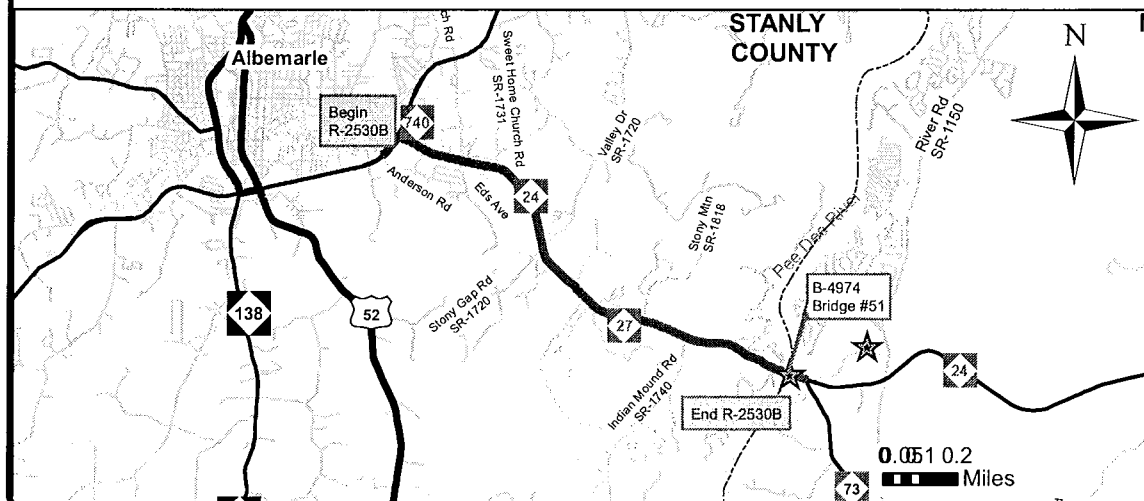 STANLY
COUNTY
N
Albemarle
ch Rd
Begin
R-2530B
740
Sweet Home Church Rd
SR-1731
Valley Dr
SR-1720
River Rd
SR-1150
Anderson Rd
Eds Ave
24
Stony Mtn
SR-1818
Pee Dee River
B-4974
Bridge #51
138
52
Stony Gap Rd
SR-1720
27
Indian Mound Rd
SR-1740
24
End R-2530B
73
0.2
Miles